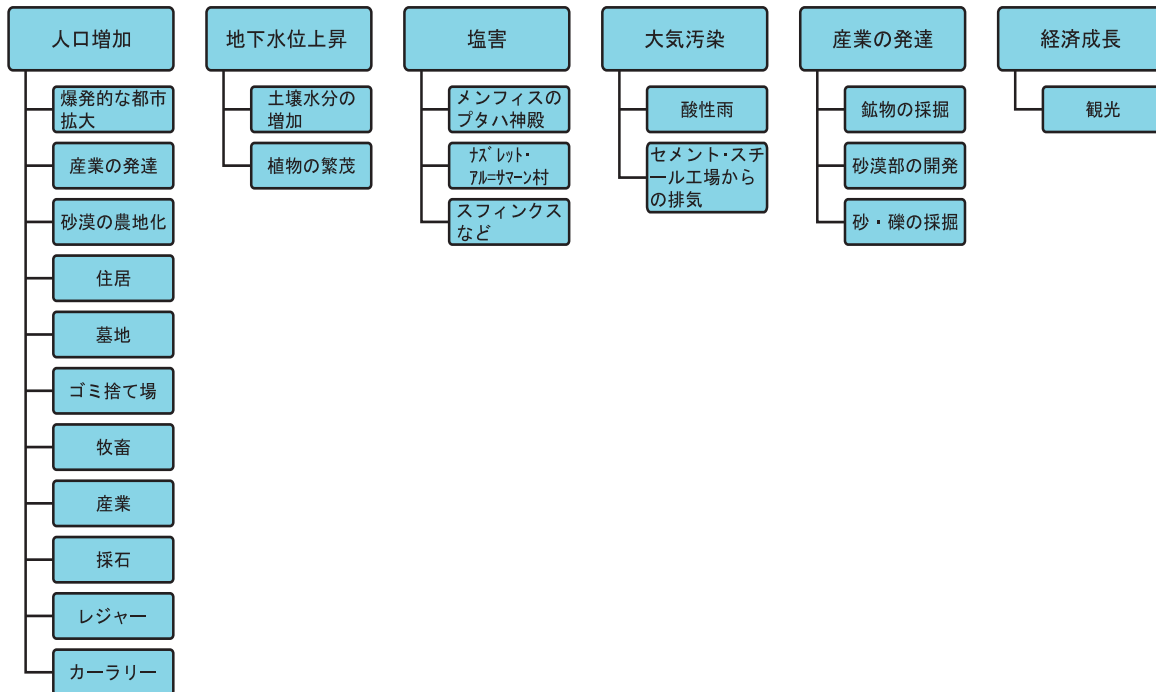 人口増加
爆発的な都市
拡大
産業の発達
砂漠の農地化
住居
墓地
ゴミ捨て場
牧畜
産業
採石
レジャー
カーラリー
地下水位上昇
土壌水分の
増加
植物の繁茂
塩害
メンフィスの
プタハ神殿
ナズレット・
アル=サマーン村
スフィンクス
など
大気汚染
酸性雨
セメント・スチ
ール工場から
の排気
産業の発達
鉱物の採掘
砂漠部の開発
砂・礫の採掘
経済成長
観光